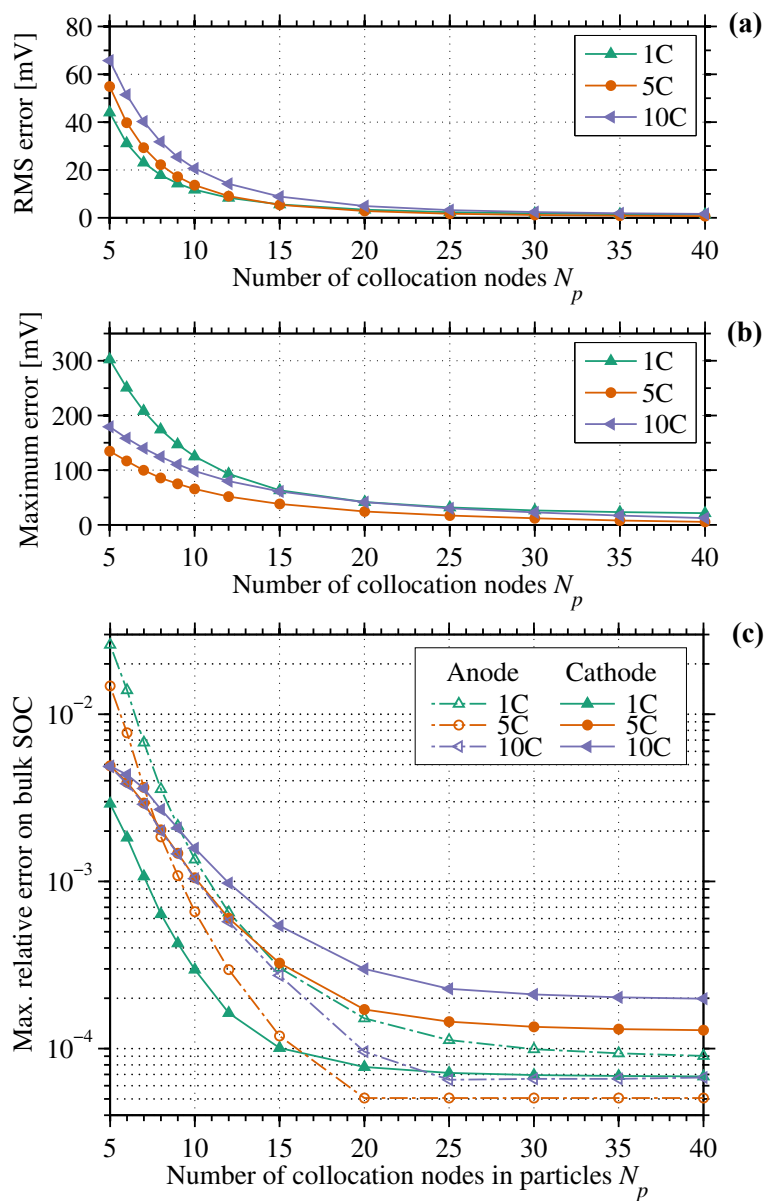 (a)
80
60
40
20
0
RMS error [mV]
1C
5C
10C
5 10 15 20 25 30 35 40
Number of collocation nodes N_p
(b)
300
200
100
0
Maximum error [mV]
1C
5C
10C
5 10 15 20 25 30 35 40
Number of collocation nodes N_p
(c)
10^-2
10^-3
10^-4
Max. relative error on bulk SOC
Anode Cathode
1C 1C
5C 5C
10C 10C
5 10 15 20 25 30 35 40
Number of collocation nodes in particles N_p